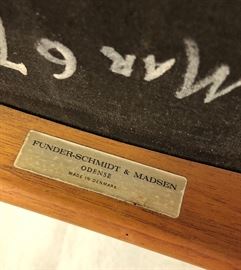 MAR 67
FUNDER-SCHMIDT & MADSEN
ODENSE
MADE IN DENMARK